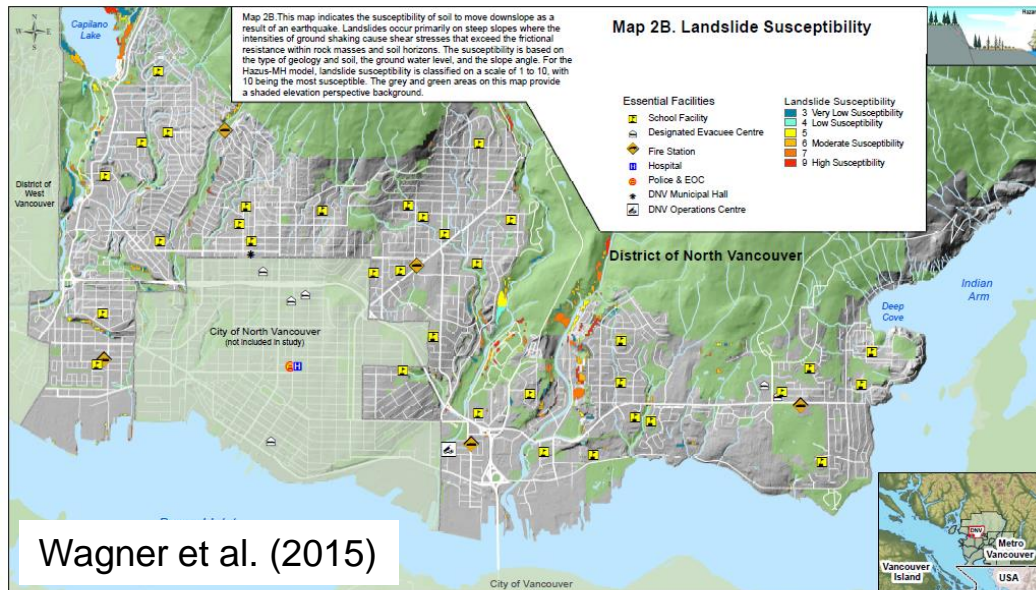 Map 2B.This map indicates the susceptibility of soil to move downslope as a
result of an earthquake. Landslides occur primarily on steep slopes where the
intensities of ground shaking cause shear stresses that exceed the frictional
resistance within rock masses and soil horizons. The susceptibility is based on
the type of geology and soil, the ground water level, and the slope angle. For the
Hazus-MH model, landslide susceptibility is classified on a scale of 1 to 10, with
10 being the most susceptible. The grey and green areas on this map provide
a shaded elevation perspective background.
Map 2B. Landslide Susceptibility
Essential Facilities
School Facility
Designated Evacuee Centre
Fire Station
H Hospital
Police & EOC
DNV Municipal Hall
DNV Operations Centre
Landslide Susceptibility
3 Very Low Susceptibility
4 Low Susceptibility
5
6 Moderate Susceptibility
7
9 High Susceptibility
N
W E
S
Capilano
Lake
District of
West
Vancouver
District of North Vancouver
Indian
Arm
Deep
Cove
City of North Vancouver
(not included in study)
H
Wagner et al. (2015)
City of Vancouver
DNV
Metro
Vancouver
Vancouver
Island
USA